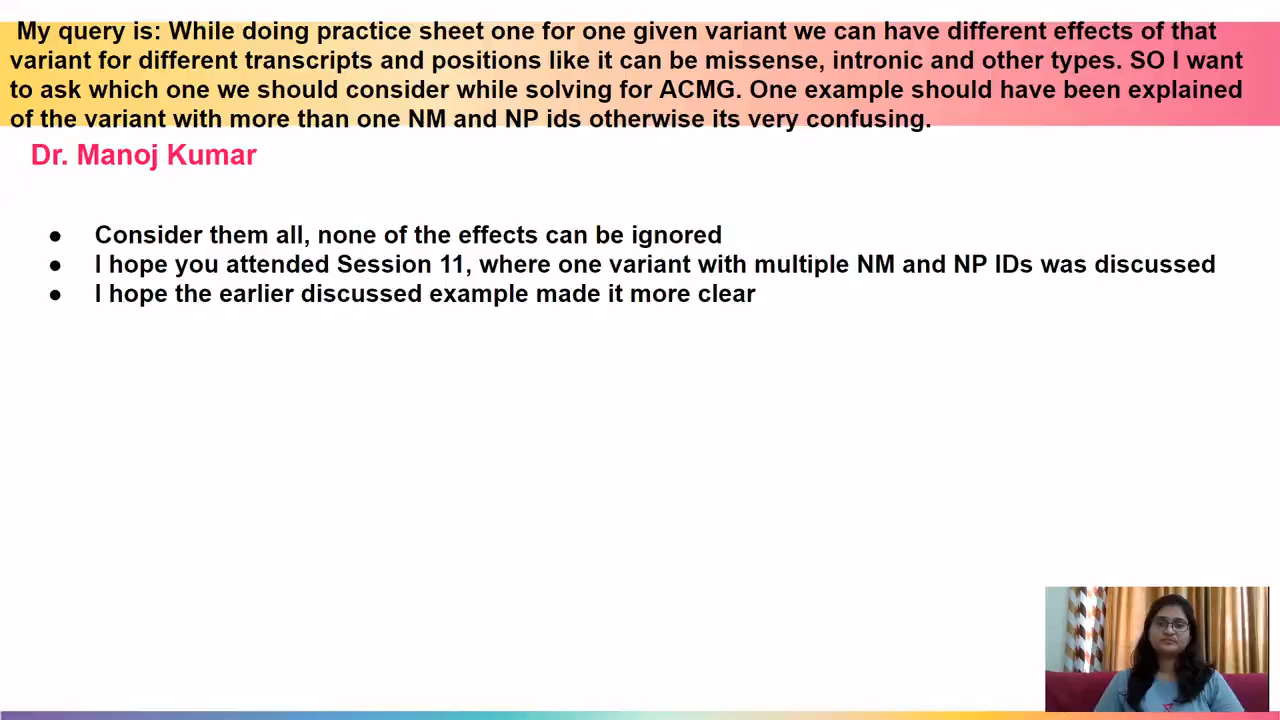 My query is: While doing practice sheet one for one given variant we can have different effects of that
variant for different transcripts and positions like it can be missense, intronic and other types. SO I want
to ask which one we should consider while solving for ACMG. One example should have been explained
of the variant with more than one NM and NP ids otherwise its very confusing.
Dr. Manoj Kumar
● Consider them all, none of the effects can be ignored
● I hope you attended Session 11, where one variant with multiple NM and NP IDs was discussed
● I hope the earlier discussed example made it more clear